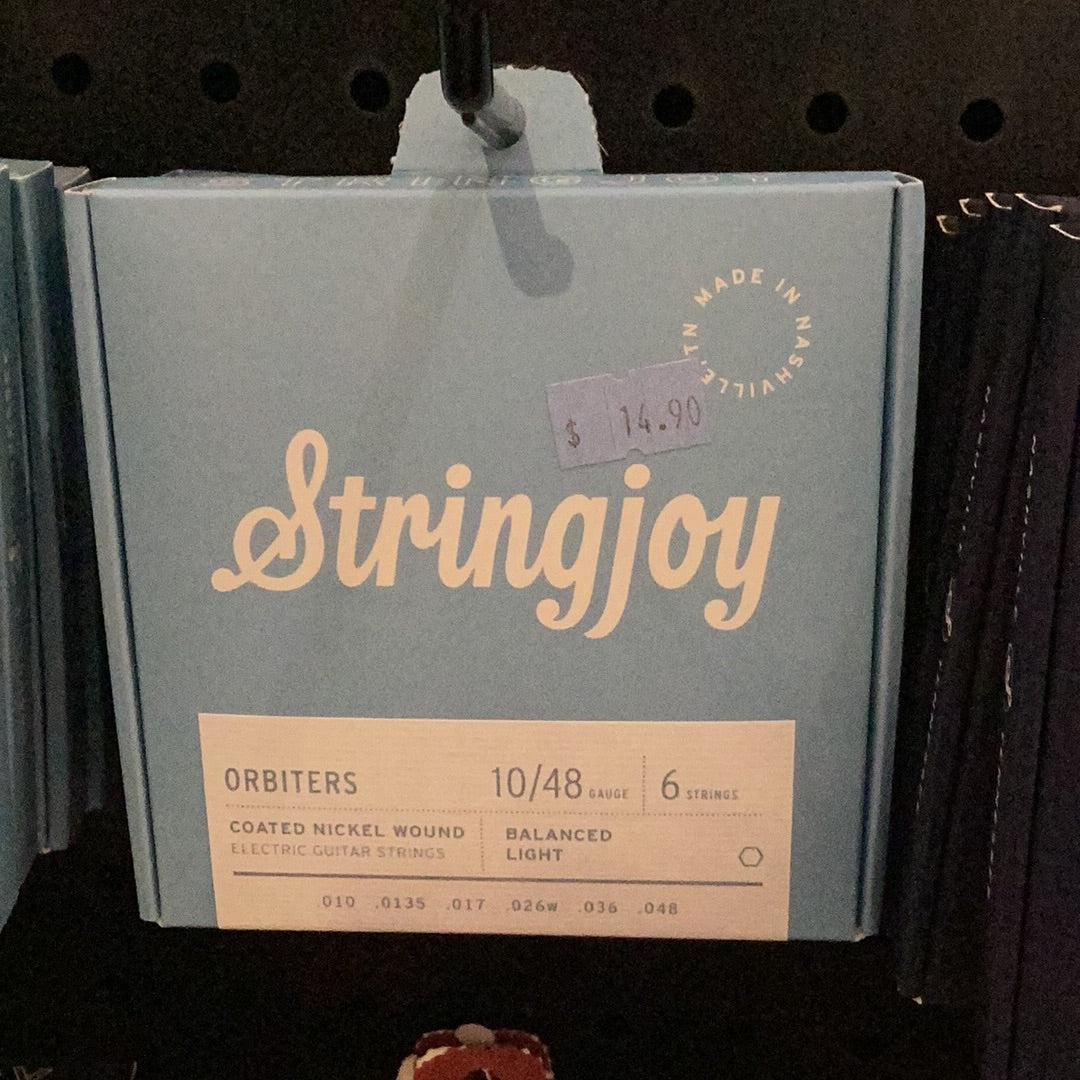 MADE IN NASHVILLE, TN
$ 14.90
Stringjoy
ORBITERS
10/48 GAUGE
6 STRINGS
COATED NICKEL WOUND
ELECTRIC GUITAR STRINGS
BALANCED
LIGHT
.010 .0135 .017 .026w .036 .048